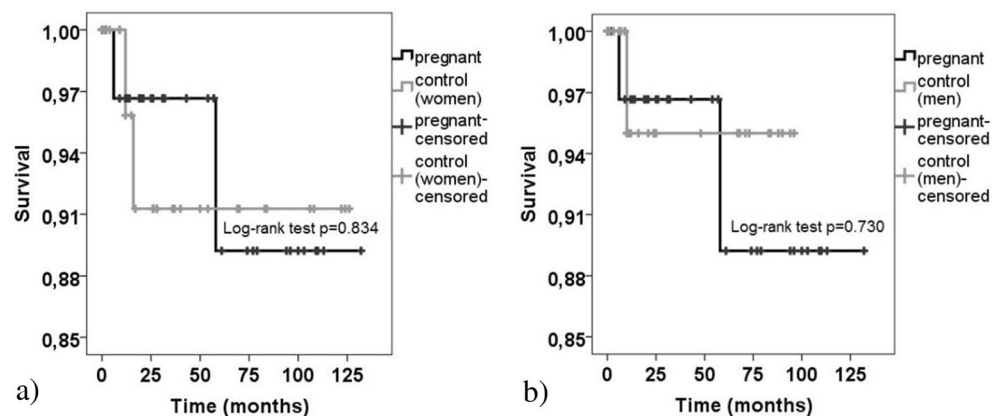 1,00
0,97
0,94
0,91
0,88
0,85
Survival
0
25
50
75
100
125
Time (months)
Log-rank test p=0.834
pregnant
control
(women)
pregnant-
censored
control
(women)-
censored
a)
1,00
0,97
0,94
0,91
0,88
0,85
Survival
0
25
50
75
100
125
Time (months)
Log-rank test p=0.730
pregnant
control
(men)
pregnant-
censored
control
(men)-
censored
b)